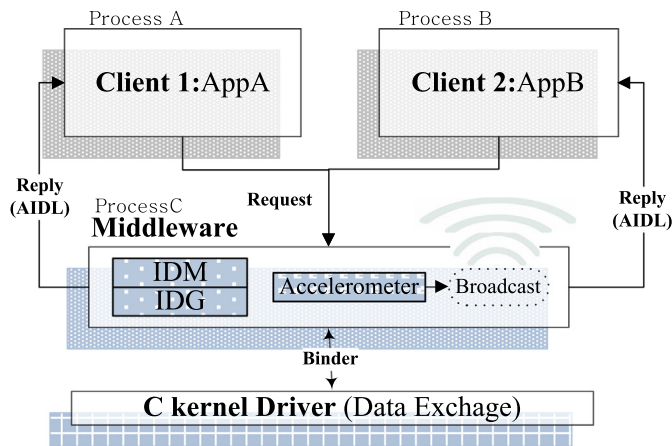 Process A
Process B
Client 1:AppA
Client 2:AppB
Reply
(AIDL)
Request
Reply
(AIDL)
ProcessC
Middleware
IDM
IDG
Accelerometer
Broadcast
Binder
C kernel Driver (Data Exchage)